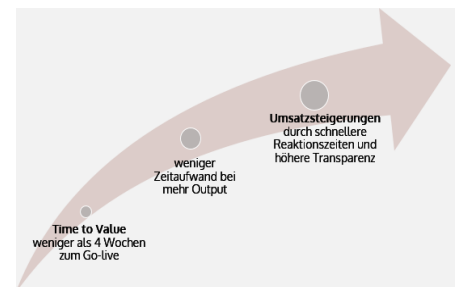 Umsatzsteigerungen
durch schnellere
Reaktionszeiten und
höhere Transparenz
weniger
Zeitaufwand bei
mehr Output
Time to Value
weniger als 4 Wochen
zum Go-live